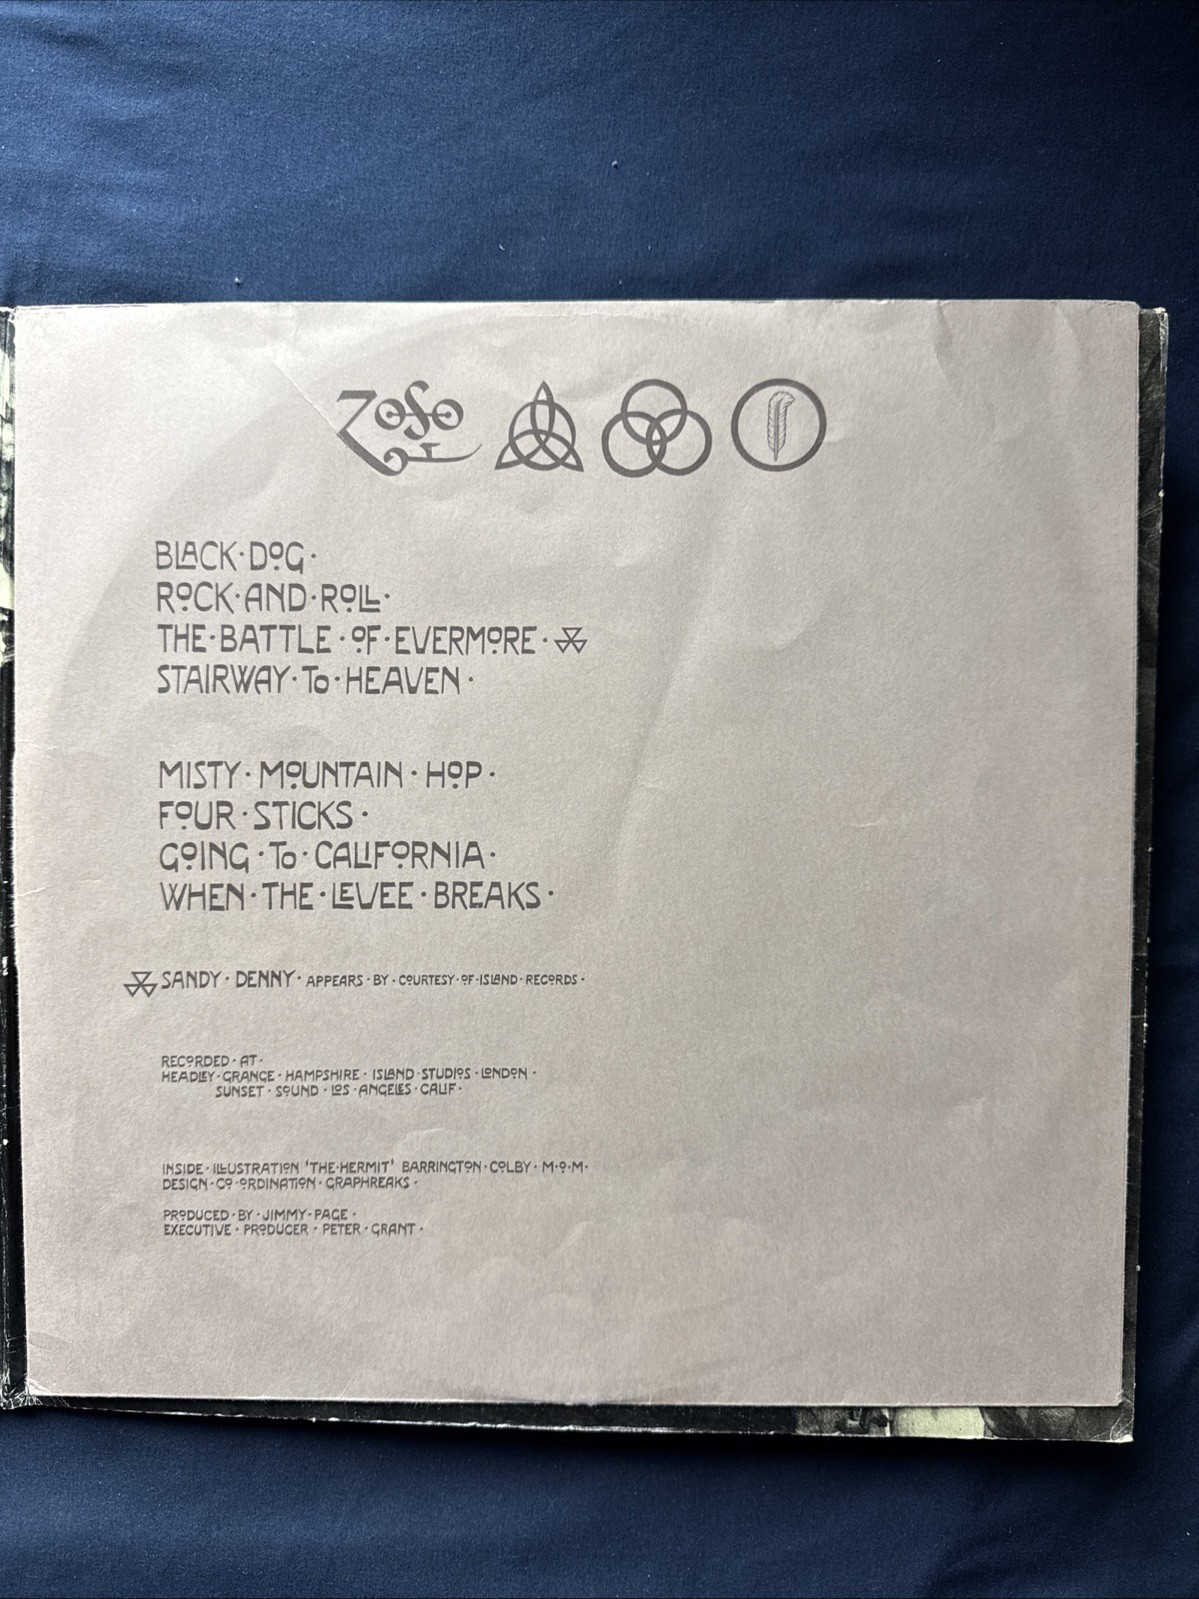 ZOSO
BLACK·DOG·
ROCK·AND·ROLL·
THE·BATTLE·OF·EVERMORE·
STAIRWAY·To·HEAVEN·
MISTY·MOUNTAIN·HOP·
FOUR·STICKS·
GOING·To·CALIFORNIA·
WHEN·THE·LEVEE·BREAKS·
SANDY·DENNY·APPEARS·BY·COURTESY·OF·ISLAND·RECORDS·
RECORDED·AT·
HEADLEY·GRANGE·HAMPSHIRE·ISLAND·STUDIOS·LONDON·
SUNSET·SOUND·LOS·ANGELES·CALIF·
INSIDE·ILLUSTRATION 'THE·HERMIT' BARRINGTON·COLBY·M·O·M·
DESIGN·CO·ORDINATION·GRAPHREAKS·
PRODUCED·BY·JIMMY·PAGE·
EXECUTIVE·PRODUCER·PETER·GRANT·